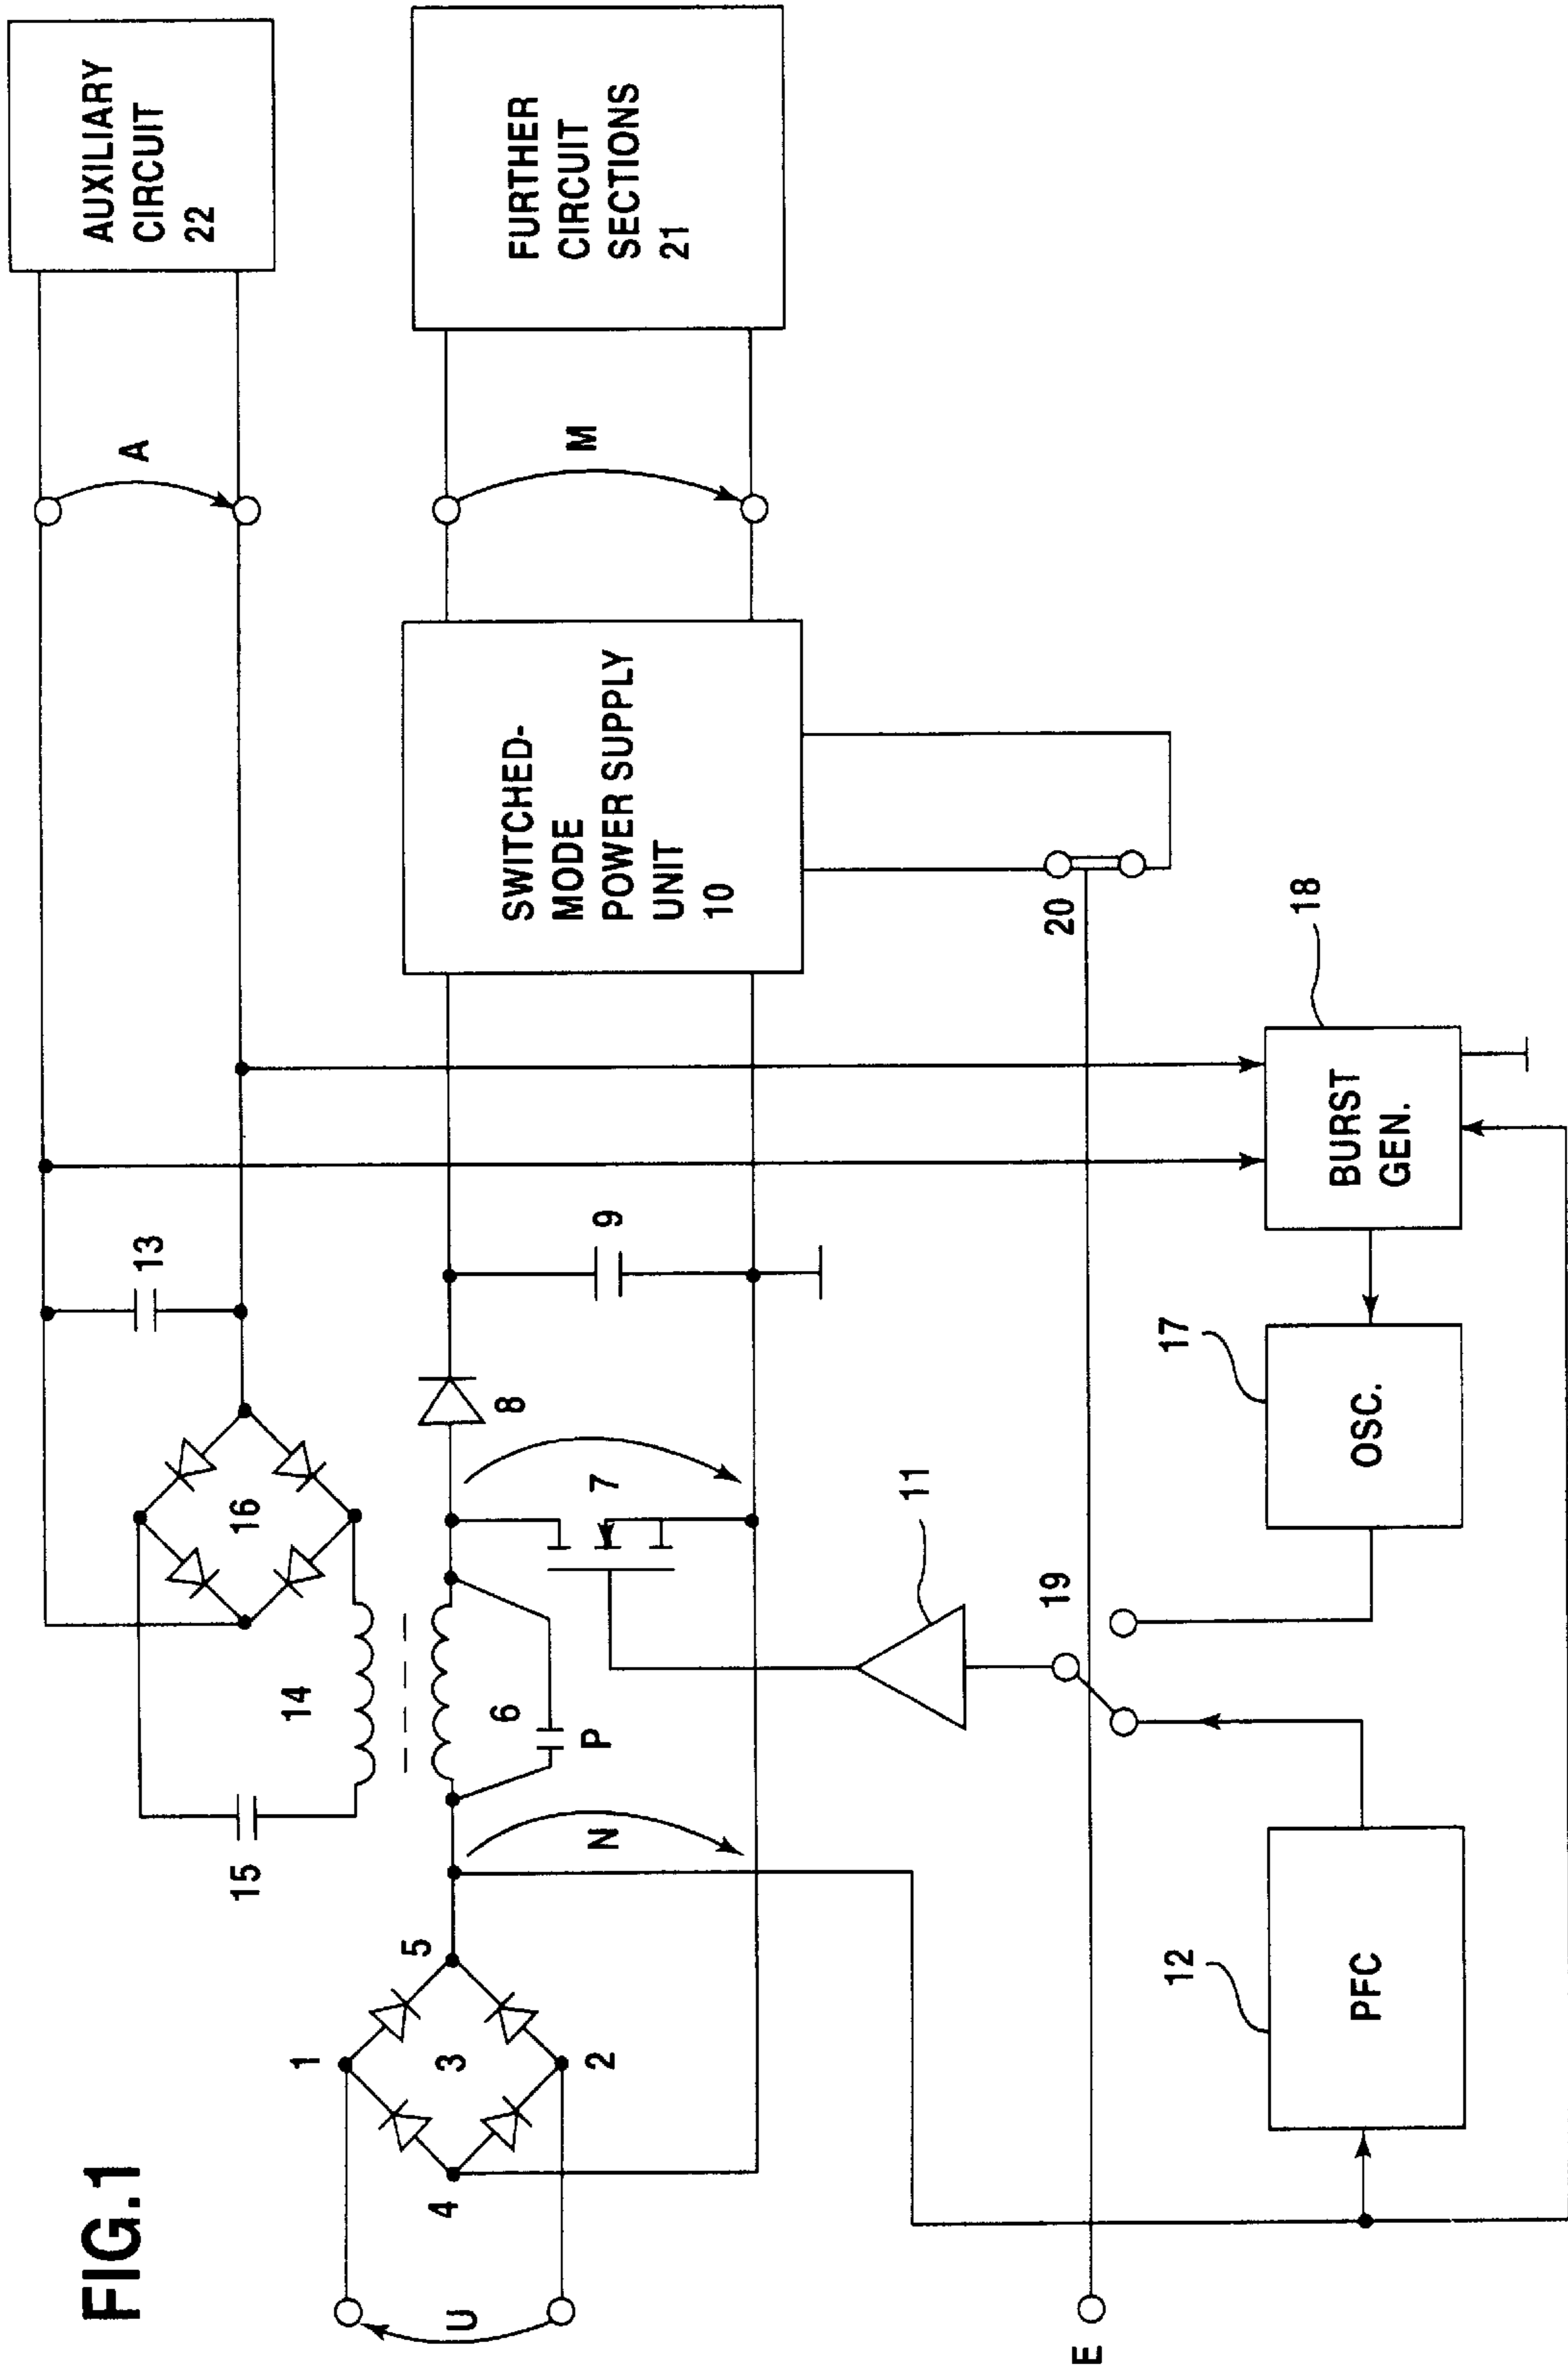 FIG.1
AUXILIARY
CIRCUIT
22
A
13
16
14
15
FURTHER
CIRCUIT
SECTIONS
21
M
SWITCHED-
MODE
POWER SUPPLY
UNIT
10
9
8
7
6
P
N
5
1
3
2
4
U
20
11
19
E
18
BURST
GEN.
17
OSC.
12
PFC